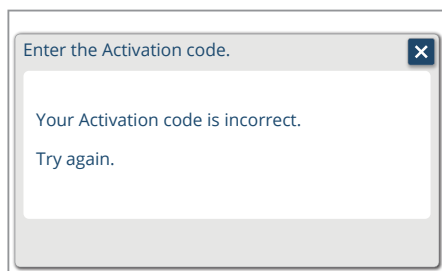 Enter the Activation code.
Your Activation code is incorrect.
Try again.